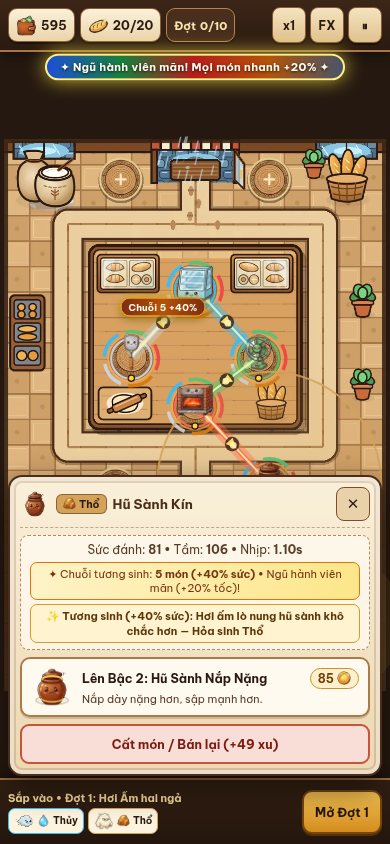 595
20/20
Đợt 0/10
x1
FX
✦ Ngũ hành viên mãn! Mọi món nhanh +20% ✦
Chuỗi 5 +40%
Thổ
Hũ Sành Kín
✕
Sức đánh: 81 • Tầm: 106 • Nhịp: 1.10s
✦ Chuỗi tương sinh: 5 món (+40% sức) • Ngũ hành viên
mãn (+20% tốc)!
✨ Tương sinh (+40% sức): Hơi ấm lò nung hũ sành khô
chắc hơn — Hỏa sinh Thổ
Lên Bậc 2: Hũ Sành Nắp Nặng
85
Nắp dày nặng hơn, sập mạnh hơn.
Cất món / Bán lại (+49 xu)
Sắp vào • Đợt 1: Hơi Ấm hai ngả
Thủy
Thổ
Mở Đợt 1